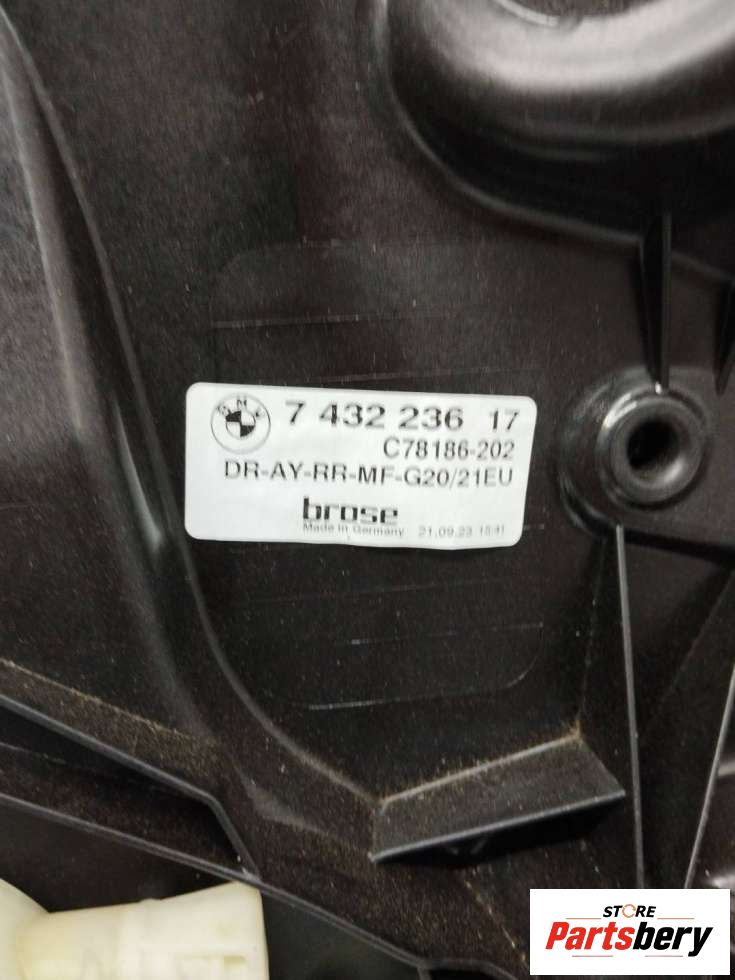 BMW
7 432 236 17
C78186-202
DR-AY-RR-MF-G20/21EU
brose
Made in Germany 21.09.23 15:41
STORE
Partsbery